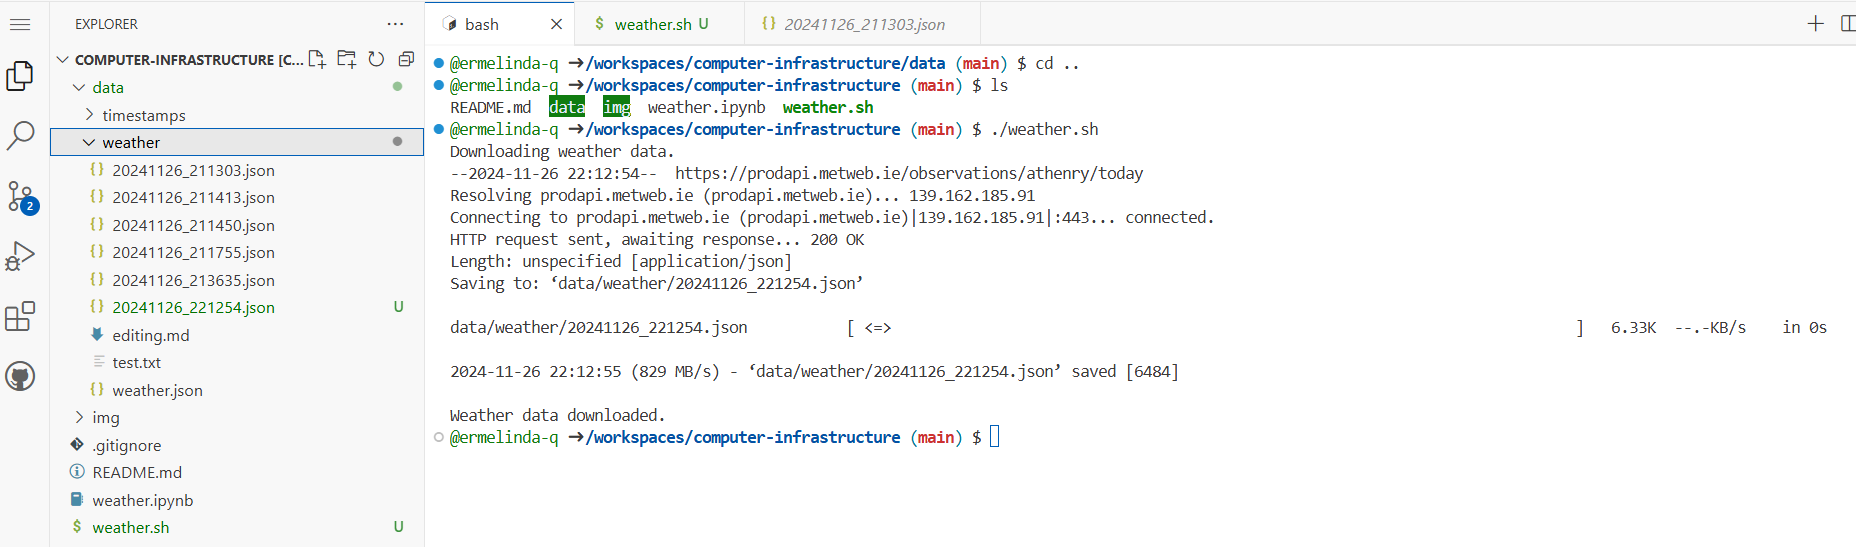 EXPLORER
COMPUTER-INFRASTRUCTURE [C...
data
timestamps
weather
20241126_211303.json
20241126_211413.json
20241126_211450.json
20241126_211755.json
20241126_213635.json
20241126_221254.json U
editing.md
test.txt
weather.json
img
.gitignore
README.md
weather.ipynb
weather.sh U
2
bash
$ weather.sh U
{} 20241126_211303.json
@ermelinda-q ➜/workspaces/computer-infrastructure/data (main) $ cd ..
@ermelinda-q ➜/workspaces/computer-infrastructure (main) $ ls
README.md data img weather.ipynb weather.sh
@ermelinda-q ➜/workspaces/computer-infrastructure (main) $ ./weather.sh
Downloading weather data.
--2024-11-26 22:12:54-- https://prodapi.metweb.ie/observations/athenry/today
Resolving prodapi.metweb.ie (prodapi.metweb.ie)... 139.162.185.91
Connecting to prodapi.metweb.ie (prodapi.metweb.ie)|139.162.185.91|:443... connected.
HTTP request sent, awaiting response... 200 OK
Length: unspecified [application/json]
Saving to: ‘data/weather/20241126_221254.json’
data/weather/20241126_221254.json [ <=> ] 6.33K --.-KB/s in 0s
2024-11-26 22:12:55 (829 MB/s) - ‘data/weather/20241126_221254.json’ saved [6484]
Weather data downloaded.
@ermelinda-q ➜/workspaces/computer-infrastructure (main) $